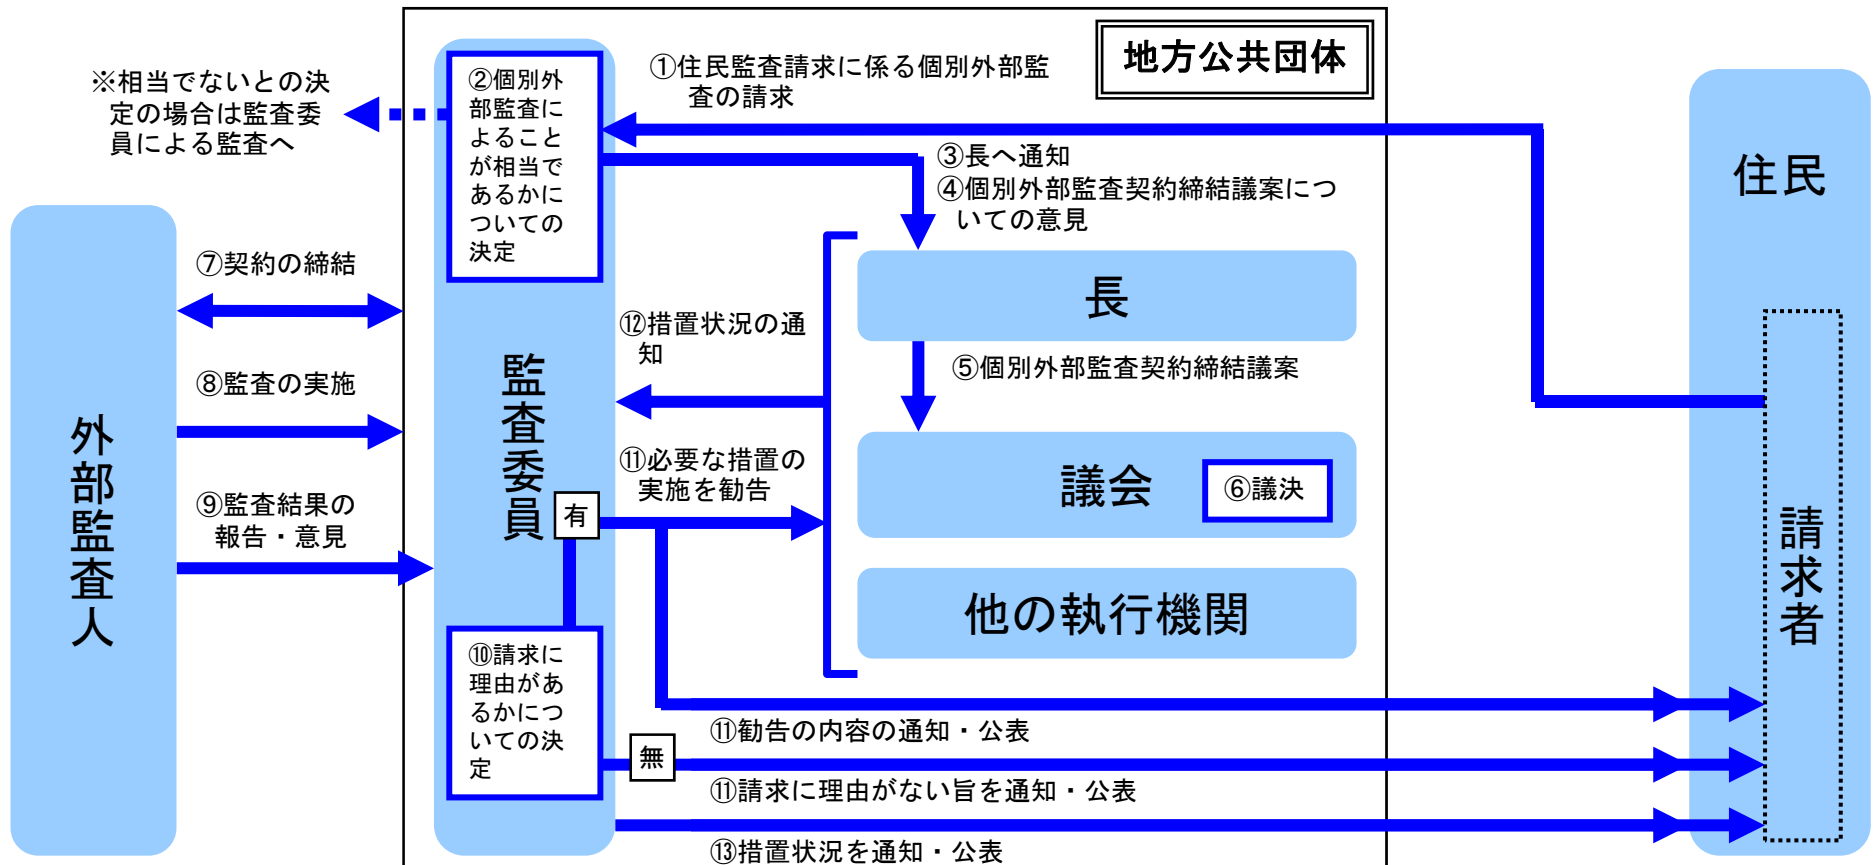 地方公共団体
①住民監査請求に係る個別外部監
査の請求
※相当でないとの決
定の場合は監査委
員による監査へ
②個別外
部監査に
よること
が相当で
あるかに
ついての
決定
③長へ通知
④個別外部監査契約締結議案につ
いての意見
住民
⑦契約の締結
長
⑫措置状況の通
知
⑤個別外部監査契約締結議案
⑧監査の実施
監査委員
外部監査人
⑪必要な措置の
実施を勧告
議会
⑥議決
⑨監査結果の
報告・意見
有
請求者
他の執行機関
⑩請求に
理由があ
るかにつ
いての決
定
⑪勧告の内容の通知・公表
無
⑪請求に理由がない旨を通知・公表
⑬措置状況を通知・公表